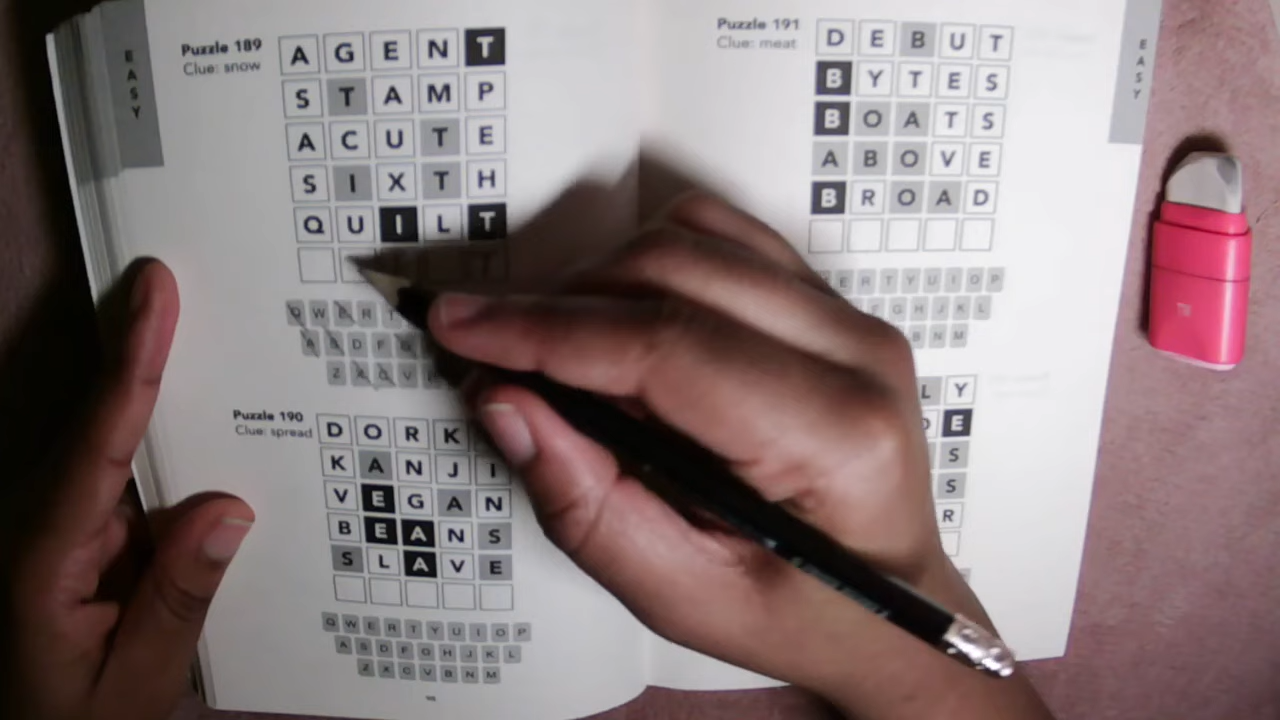 EASY
Puzzle 189
Clue: snow
A G E N T
S T A M P
A C U T E
S I X T H
Q U I L T
T
Q W E R T
A S D F G
Z X C V
Puzzle 190
Clue: spread
D O R K
K A N J I
V E G A N
B E A N S
S L A V E
Q W E R T Y U I O P
A S D F G H J K L
Z X C V B N M
Puzzle 191
Clue: meat
D E B U T
B Y T E S
B O A T S
A B O V E
B R O A D
E R T Y U I O P
F G H J K L
B N M
L Y
E
S
S
R
EASY